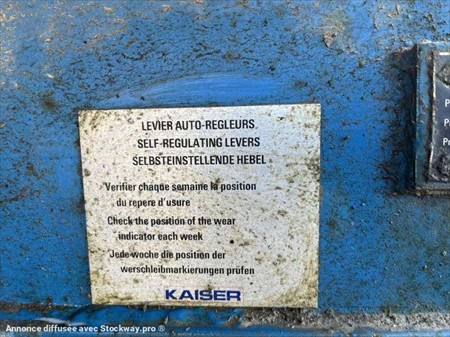 LEVIER AUTO-REGLEURS
SELF-REGULATING LEVERS
SELBSTEINSTELLENDE HEBEL
Verifier chaque semaine la position
du repere d'usure
Check the position of the wear
indicator each week
Jede woche die position der
werschleibmarkierungen prüfen
KAISER
P
P
Pr
Annonce diffusée avec Stockway.pro ®